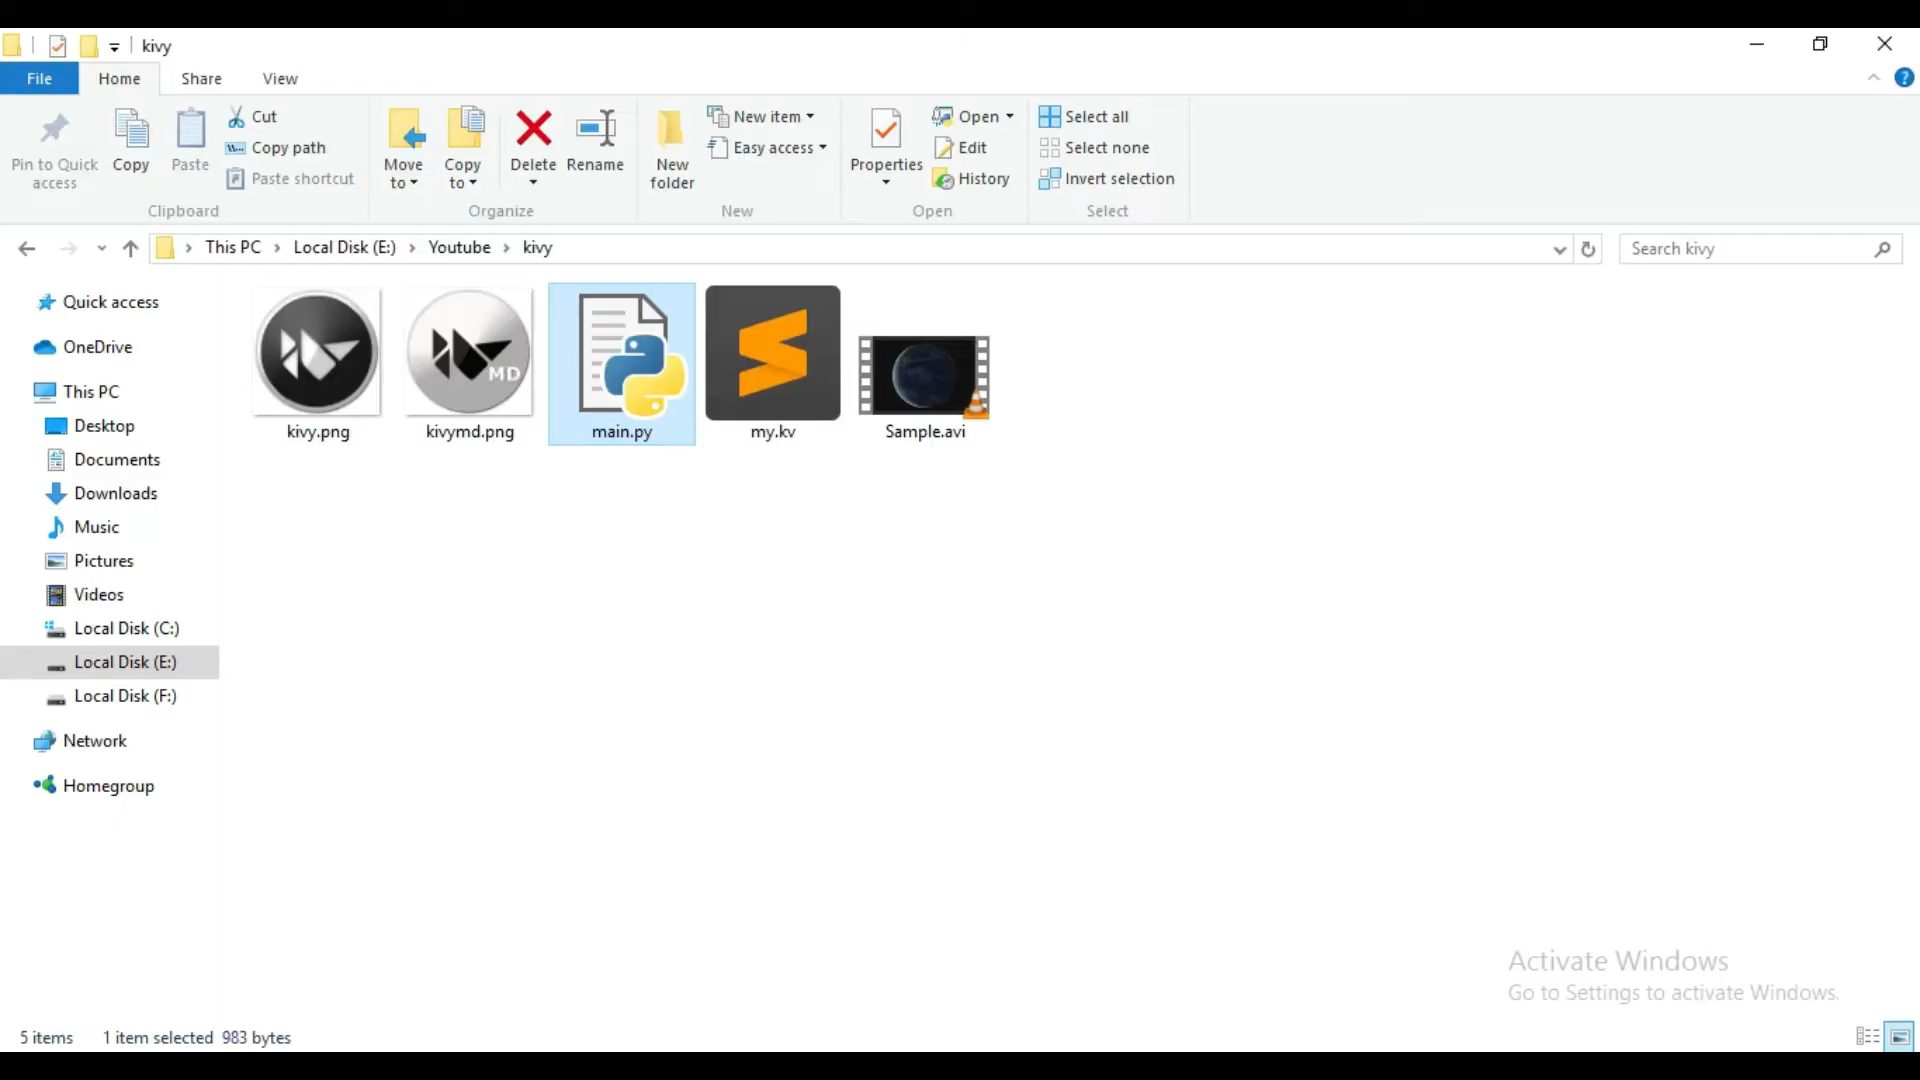 kivy
File Home Share View
Pin to Quick access
Copy
Paste
Cut
Copy path
Paste shortcut
Clipboard
Move to
Copy to
Delete
Rename
Organize
New folder
New item
Easy access
New
Properties
Open
Edit
History
Open
Select all
Select none
Invert selection
Select
This PC > Local Disk (E:) > Youtube > kivy
Search kivy
Quick access
OneDrive
This PC
Desktop
Documents
Downloads
Music
Pictures
Videos
Local Disk (C:)
Local Disk (E:)
Local Disk (F:)
Network
Homegroup
MD
kivy.png kivymd.png main.py my.kv Sample.avi
Activate Windows
Go to Settings to activate Windows.
5 items 1 item selected 983 bytes